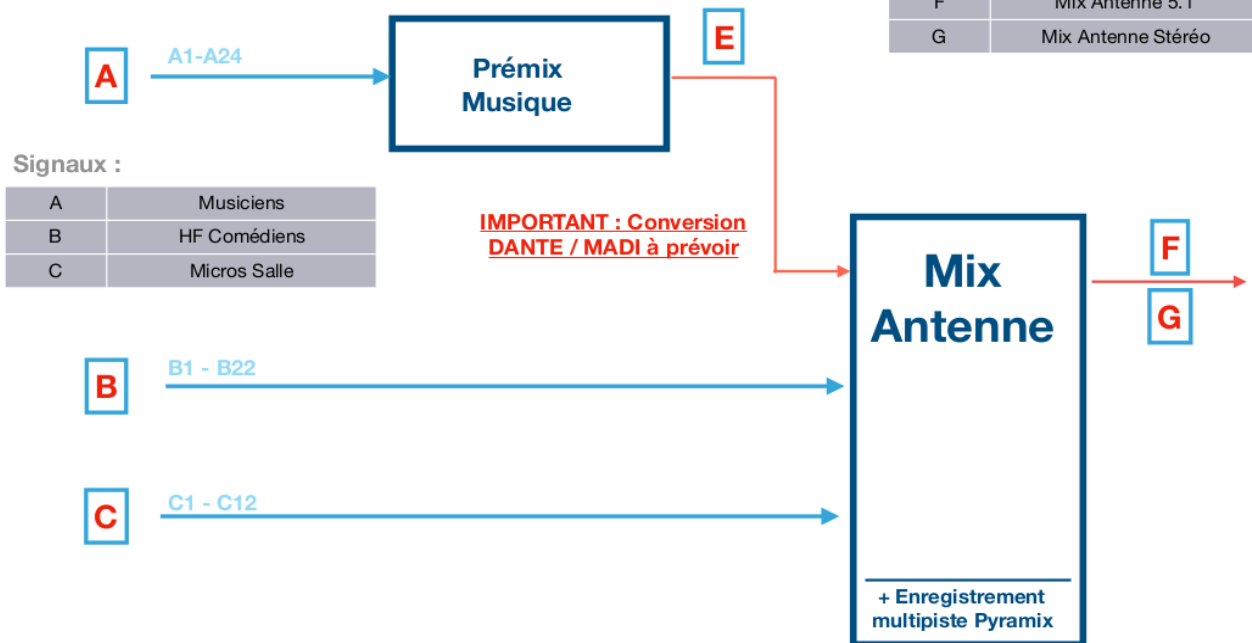 F Mix Antenne 5.1
G Mix Antenne Stéréo
E
A
A1-A24
Prémix
Musique
Signaux :
A Musiciens
B HF Comédiens
C Micros Salle
IMPORTANT : Conversion
DANTE / MADI à prévoir
Mix
Antenne
F
G
B
B1 - B22
C
C1 - C12
+ Enregistrement
multipiste Pyramix